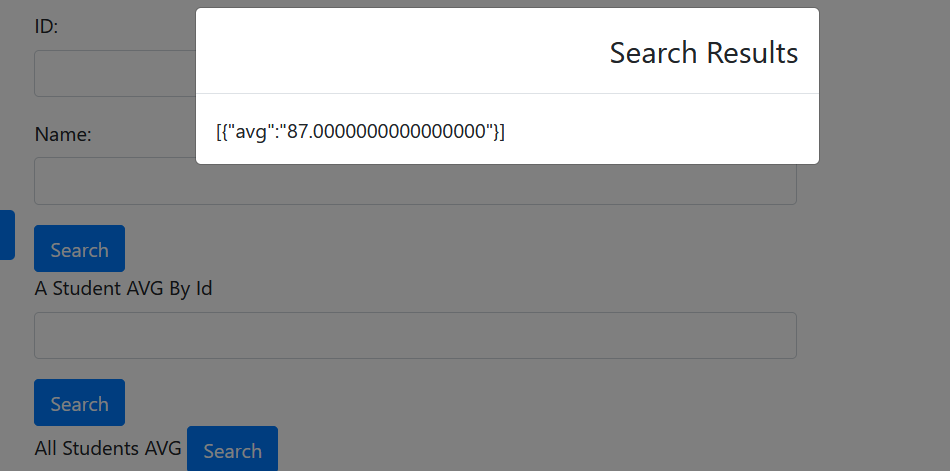 ID:
Search Results
[{"avg":"87.0000000000000000"}]
Name:
Search
A Student AVG By Id
Search
All Students AVG Search